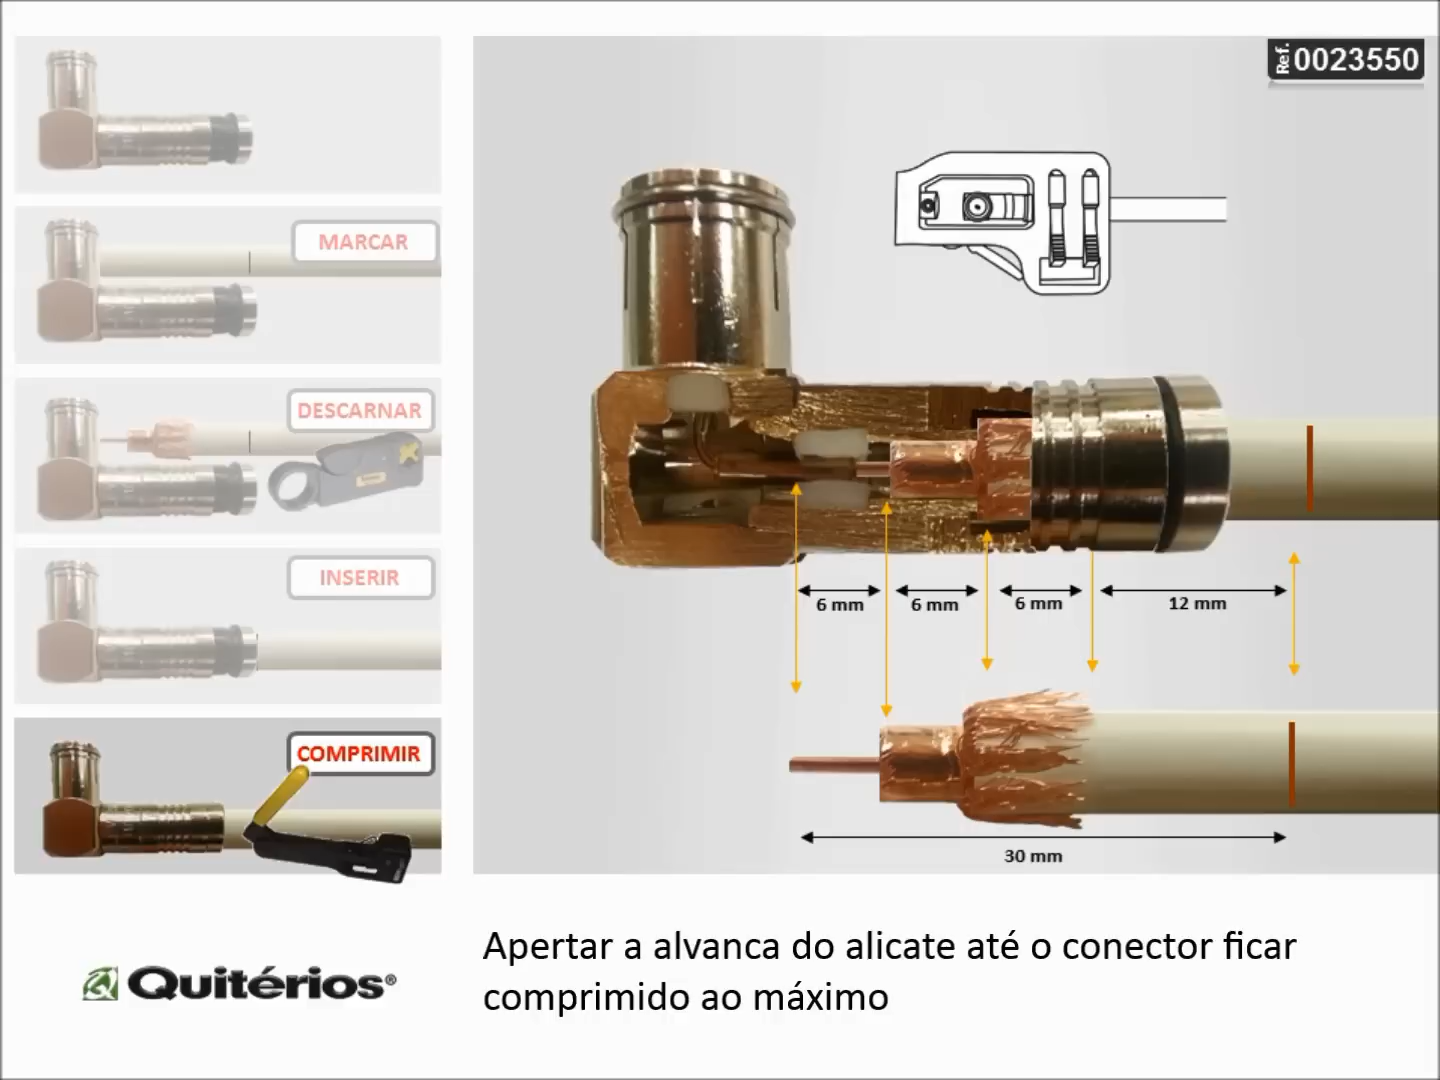 Ref. 0023550
MARCAR
DESCARNAR
INSERIR
COMPRIMIR
6 mm
6 mm
6 mm
12 mm
30 mm
Quitérios®
Apertar a alvanca do alicate até o conector ficar
comprimido ao máximo